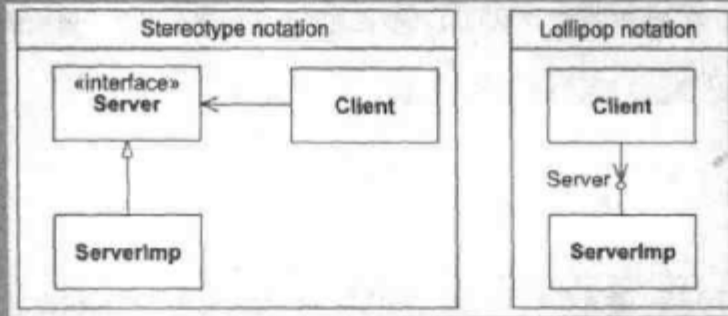 Stereotype notation
«interface»
Server
Client
ServerImp
Lollipop notation
Client
Server
ServerImp